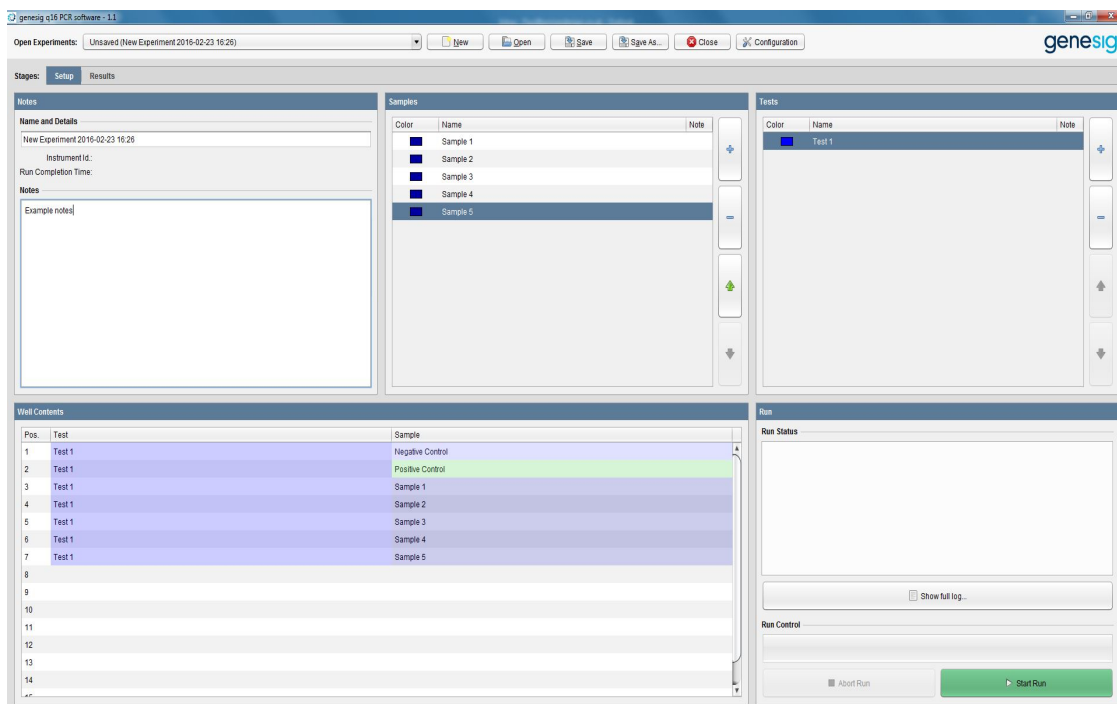 genesig q16 PCR software - 1.1
Open Experiments: Unsaved (New Experiment 2016-02-23 16:26) New Open Save Save As... Close Configuration genesig
Stages: Setup Results
Notes
Name and Details
New Experiment 2016-02-23 16:26
Instrument Id.:
Run Completion Time:
Notes
Example notes
Samples
Color Name Note
Sample 1
Sample 2
Sample 3
Sample 4
Sample 5
Tests
Color Name Note
Test 1
Well Contents
Pos. Test Sample
1 Test 1 Negative Control
2 Test 1 Positive Control
3 Test 1 Sample 1
4 Test 1 Sample 2
5 Test 1 Sample 3
6 Test 1 Sample 4
7 Test 1 Sample 5
8
9
10
11
12
13
14
Run
Run Status
Show full log...
Run Control
Abort Run Start Run